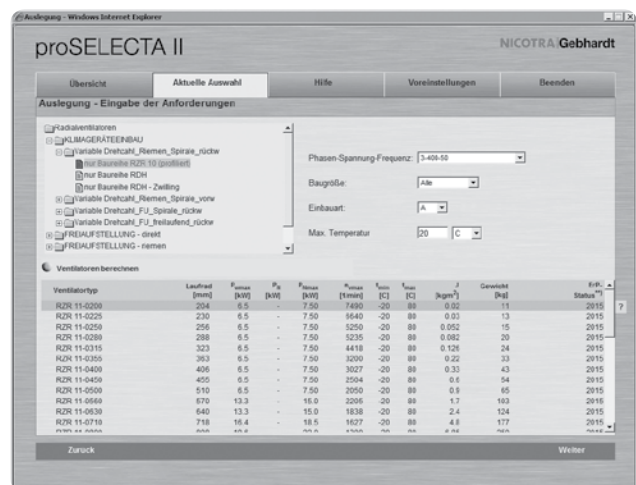 Auslegung - Windows Internet Explorer
proSELECTA II
NICOTRA Gebhardt
Übersicht
Aktuelle Auswahl
Hilfe
Voreinstellungen
Beenden
Auslegung - Eingabe der Anforderungen
Radialventilatoren
KLIMAGERÄTEEINBAU
Variable Drehzahl_Riemen_Spirale_rückw
nur Baureihe RZR 10 (profiliert)
nur Baureihe RDH
nur Baureihe RDH - Zwilling
Variable Drehzahl_Riemen_Spirale_vorw
Variable Drehzahl_FU_Spirale_rückw
Variable Drehzahl_FU_freilaufend_rückw
FREIAUFSTELLUNG - direkt
FREIAUFSTELLUNG - riemen
Phasen-Spannung-Frequenz: 3-400-50
Baugröße: Alle
Einbauart: A
Max. Temperatur 20 C
Ventilatoren berechnen
Ventilatortyp Laufrad [mm] [kW] P_N [kW] [kW] [1/min] t_min [C] t_max [C] J [kgm²] Gewicht [kg] ErP-Status**)
RZR 11-0200 204 6.5 - 7.50 7490 -20 80 0.02 11 2015
RZR 11-0225 230 6.5 - 7.50 6640 -20 80 0.03 13 2015
RZR 11-0250 256 6.5 - 7.50 5250 -20 80 0.052 15 2015
RZR 11-0280 288 6.5 - 7.50 5235 -20 80 0.082 20 2015
RZR 11-0315 323 6.5 - 7.50 4418 -20 80 0.126 24 2015
RZR 11-0355 363 6.5 - 7.50 3200 -20 80 0.22 33 2015
RZR 11-0400 406 6.5 - 7.50 3027 -20 80 0.33 43 2015
RZR 11-0450 455 6.5 - 7.50 2504 -20 80 0.6 54 2015
RZR 11-0500 510 6.5 - 7.50 2050 -20 80 0.9 65 2015
RZR 11-0560 570 13.3 - 15.0 2205 -20 80 1.7 103 2015
RZR 11-0630 640 13.3 - 15.0 1838 -20 80 2.4 124 2015
RZR 11-0710 718 16.4 - 18.5 1627 -20 80 4.8 177 2015
?
Zurück
Weiter